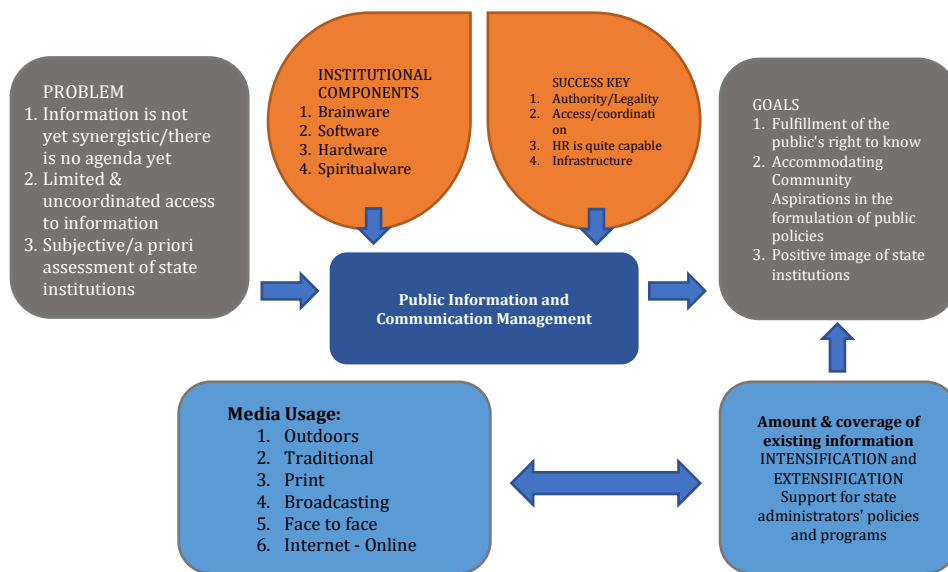 PROBLEM
1. Information is not
yet synergistic/there
is no agenda yet
2. Limited &
uncoordinated access
to information
3. Subjective/a priori
assessment of state
institutions
INSTITUTIONAL
COMPONENTS
1. Brainware
2. Software
3. Hardware
4. Spiritualware
SUCCESS KEY
1. Authority/Legality
2. Access/coordinati
on
3. HR is quite capable
4. Infrastructure
GOALS
1. Fulfillment of the
public's right to know
2. Accommodating
Community
Aspirations in the
formulation of public
policies
3. Positive image of state
institutions
Public Information and
Communication Management
Media Usage:
1. Outdoors
2. Traditional
3. Print
4. Broadcasting
5. Face to face
6. Internet - Online
Amount & coverage of
existing information
INTENSIFICATION and
EXTENSIFICATION
Support for state
administrators' policies
and programs